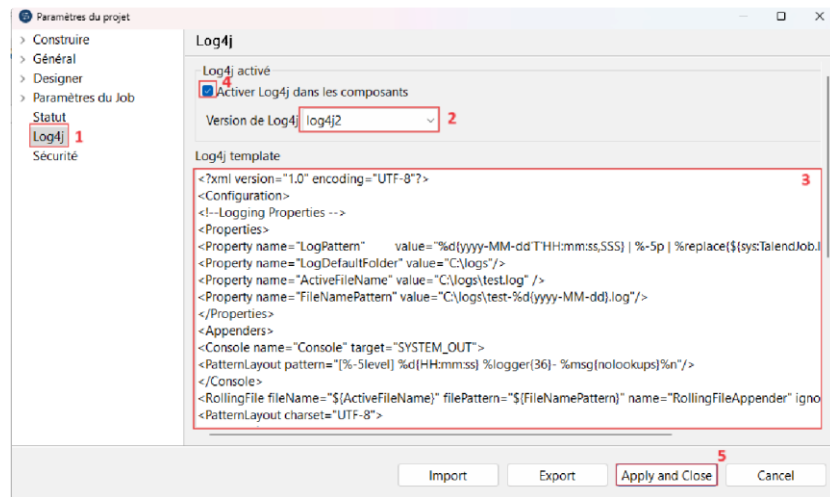 Paramètres du projet
Construire
Général
Designer
Paramètres du Job
Statut
Log4j 1
Sécurité
Log4j
Log4j activé
4
Activer Log4j dans les composants
Version de Log4j log4j2 2
Log4j template
3
<?xml version="1.0" encoding="UTF-8"?>
<Configuration>
<!--Logging Properties -->
<Properties>
<Property name="LogPattern" value="%d{yyyy-MM-dd'T'HH:mm:ss,SSS} | %-5p | %replace{${sys:TalendJob.l
<Property name="LogDefaultFolder" value="C:\logs"/>
<Property name="ActiveFileName" value="C:\logs\test.log" />
<Property name="FileNamePattern" value="C:\logs\test-%d{yyyy-MM-dd}.log"/>
</Properties>
<Appenders>
<Console name="Console" target="SYSTEM_OUT">
<PatternLayout pattern="[%-5level] %d{HH:mm:ss} %logger{36}- %msg{nolookups}%n"/>
</Console>
<RollingFile fileName="${ActiveFileName}" filePattern="${FileNamePattern}" name="RollingFileAppender" igno
<PatternLayout charset="UTF-8">
5
Import
Export
Apply and Close
Cancel